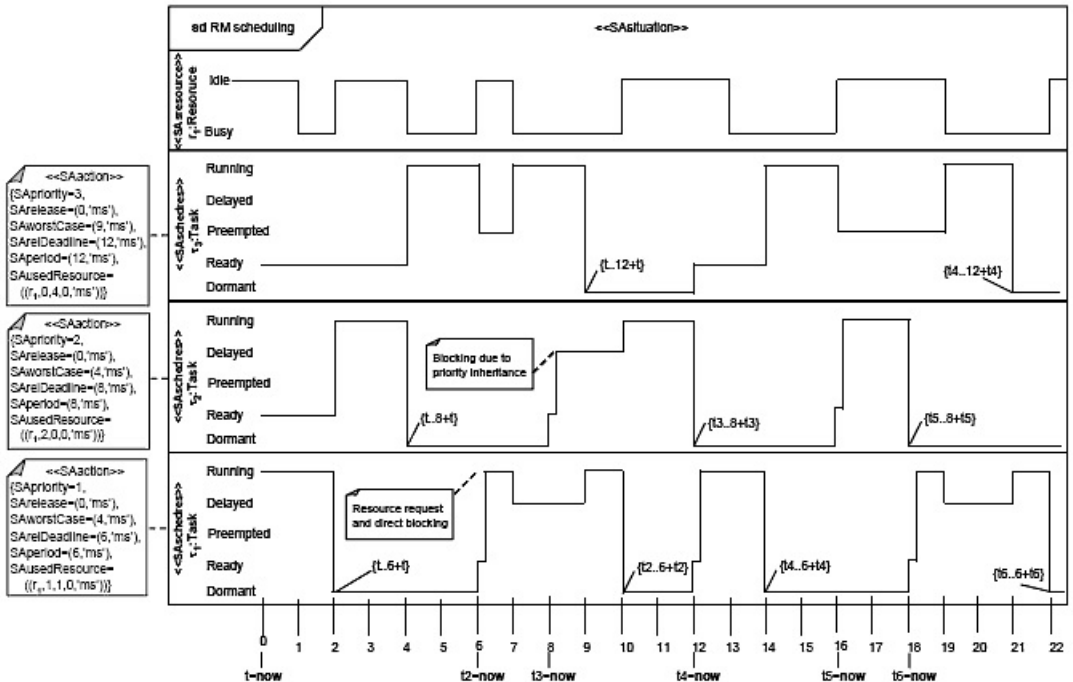 sd RM scheduling
<<SAsituation>>
<<SAsresource>>
r1:Resoruce
Idle
Busy
<<SAaction>>
{SApriority=3,
SArelease=(0,'ms'),
SAworstCase=(9,'ms'),
SArelDeadline=(12,'ms'),
SAperiod=(12,'ms'),
SAusedResource=
((r1,0,4,0,'ms'))}
<<SAschedres>>
τ3:Task
Running
Delayed
Preempted
Ready
Dormant
{t..12+t}
{t4..12+t4}
<<SAaction>>
{SApriority=2,
SArelease=(0,'ms'),
SAworstCase=(4,'ms'),
SArelDeadline=(8,'ms'),
SAperiod=(8,'ms'),
SAusedResource=
((r1,2,0,0,'ms'))}
<<SAschedres>>
τ2:Task
Running
Delayed
Preempted
Ready
Dormant
Blocking due to
priority inheritance
{t..8+t}
{t3..8+t3}
{t5..8+t5}
<<SAaction>>
{SApriority=1,
SArelease=(0,'ms'),
SAworstCase=(4,'ms'),
SArelDeadline=(6,'ms'),
SAperiod=(6,'ms'),
SAusedResource=
((r1,1,1,0,'ms'))}
<<SAschedres>>
τ1:Task
Running
Delayed
Preempted
Ready
Dormant
Resource request
and direct blocking
{t..6+t}
{t2..6+t2}
{t4..6+t4}
{t6..6+t6}
0 1 2 3 4 5 6 7 8 9 10 11 12 13 14 15 16 17 18 19 20 21 22
t=now t2=now t3=now t4=now t5=now t6=now